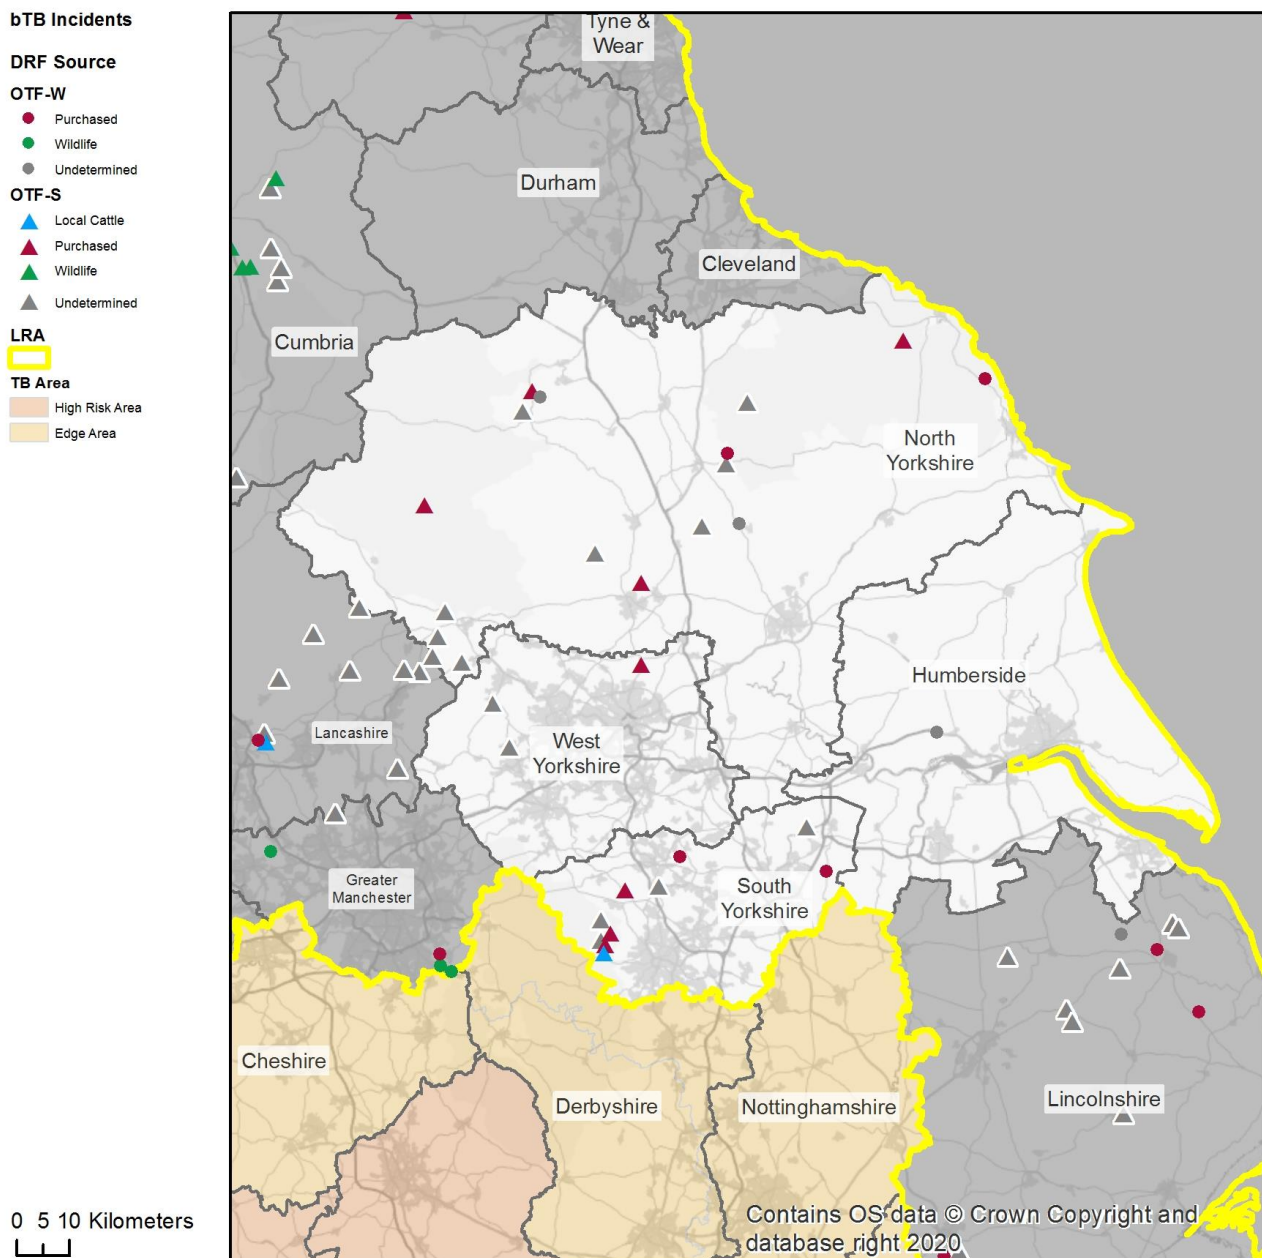 bTB Incidents
DRF Source
OTF-W
Purchased
Wildlife
Undetermined
OTF-S
Local Cattle
Purchased
Wildlife
Undetermined
LRA
TB Area
High Risk Area
Edge Area
0 5 10 Kilometers
Tyne &
Wear
Durham
Cleveland
Cumbria
North
Yorkshire
Humberside
Lancashire
West
Yorkshire
Greater
Manchester
South
Yorkshire
Cheshire
Derbyshire
Nottinghamshire
Lincolnshire
Contains OS data © Crown Copyright and
database right 2020